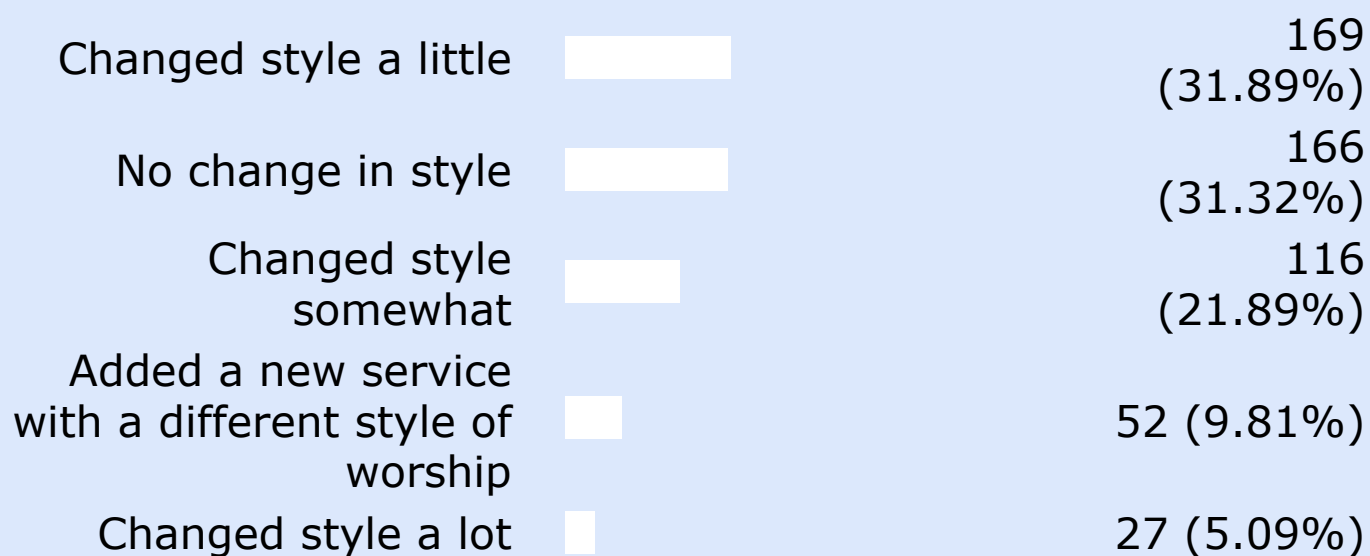 Changed style a little
169
(31.89%)
No change in style
166
(31.32%)
Changed style
somewhat
116
(21.89%)
Added a new service
with a different style of
worship
52 (9.81%)
Changed style a lot
27 (5.09%)